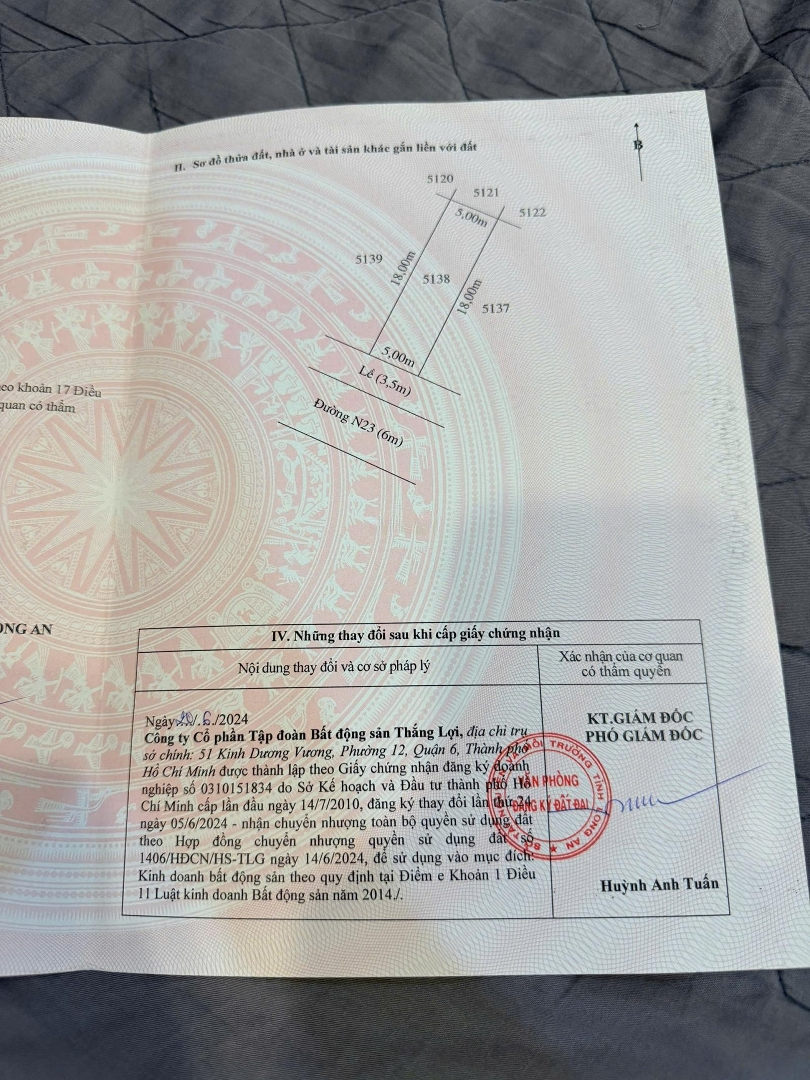 II. Sơ đồ thửa đất, nhà ở và tài sản khác gắn liền với đất
B
5120
5121
5122
5,00m
5139
18,00m
5138
18,00m
5137
5,00m
Lề (3,5m)
Đường N23 (6m)
eo khoản 17 Điều
quan có thẩm
ONG AN
IV. Những thay đổi sau khi cấp giấy chứng nhận
Nội dung thay đổi và cơ sở pháp lý
Xác nhận của cơ quan
có thẩm quyền
Ngày 20/.6./2024
Công ty Cổ phần Tập đoàn Bất động sản Thắng Lợi, địa chỉ trụ
sở chính: 51 Kinh Dương Vương, Phường 12, Quận 6, Thành phố
Hồ Chí Minh được thành lập theo Giấy chứng nhận đăng ký doanh
nghiệp số 0310151834 do Sở Kế hoạch và Đầu tư thành phố Hồ
Chí Minh cấp lần đầu ngày 14/7/2010, đăng ký thay đổi lần thứ 24
ngày 05/6/2024 - nhận chuyển nhượng toàn bộ quyền sử dụng đất
theo Hợp đồng chuyển nhượng quyền sử dụng đất số
1406/HĐCN/HS-TLG ngày 14/6/2024, để sử dụng vào mục đích:
Kinh doanh bất động sản theo quy định tại Điểm e Khoản 1 Điều
11 Luật kinh doanh Bất động sản năm 2014./.
KT.GIÁM ĐỐC
PHÓ GIÁM ĐỐC
VĂN PHÒNG
ĐĂNG KÝ ĐẤT ĐAI
MÔI TRƯỜNG TỈNH LONG AN
Huỳnh Anh Tuấn